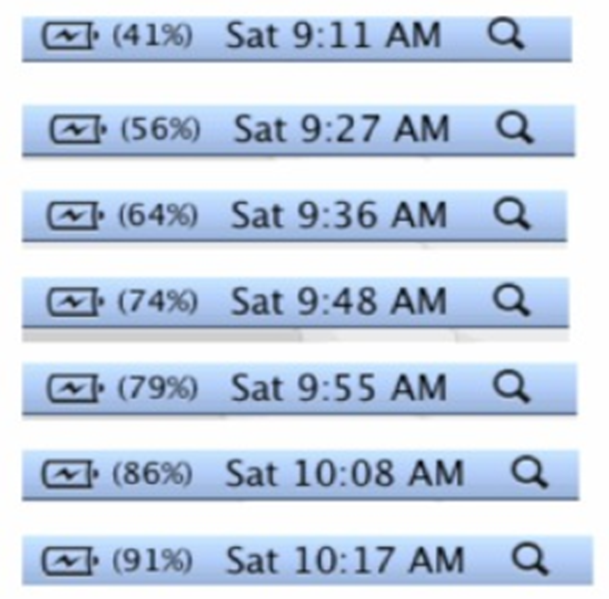 (41%) Sat 9:11 AM
(56%) Sat 9:27 AM
(64%) Sat 9:36 AM
(74%) Sat 9:48 AM
(79%) Sat 9:55 AM
(86%) Sat 10:08 AM
(91%) Sat 10:17 AM